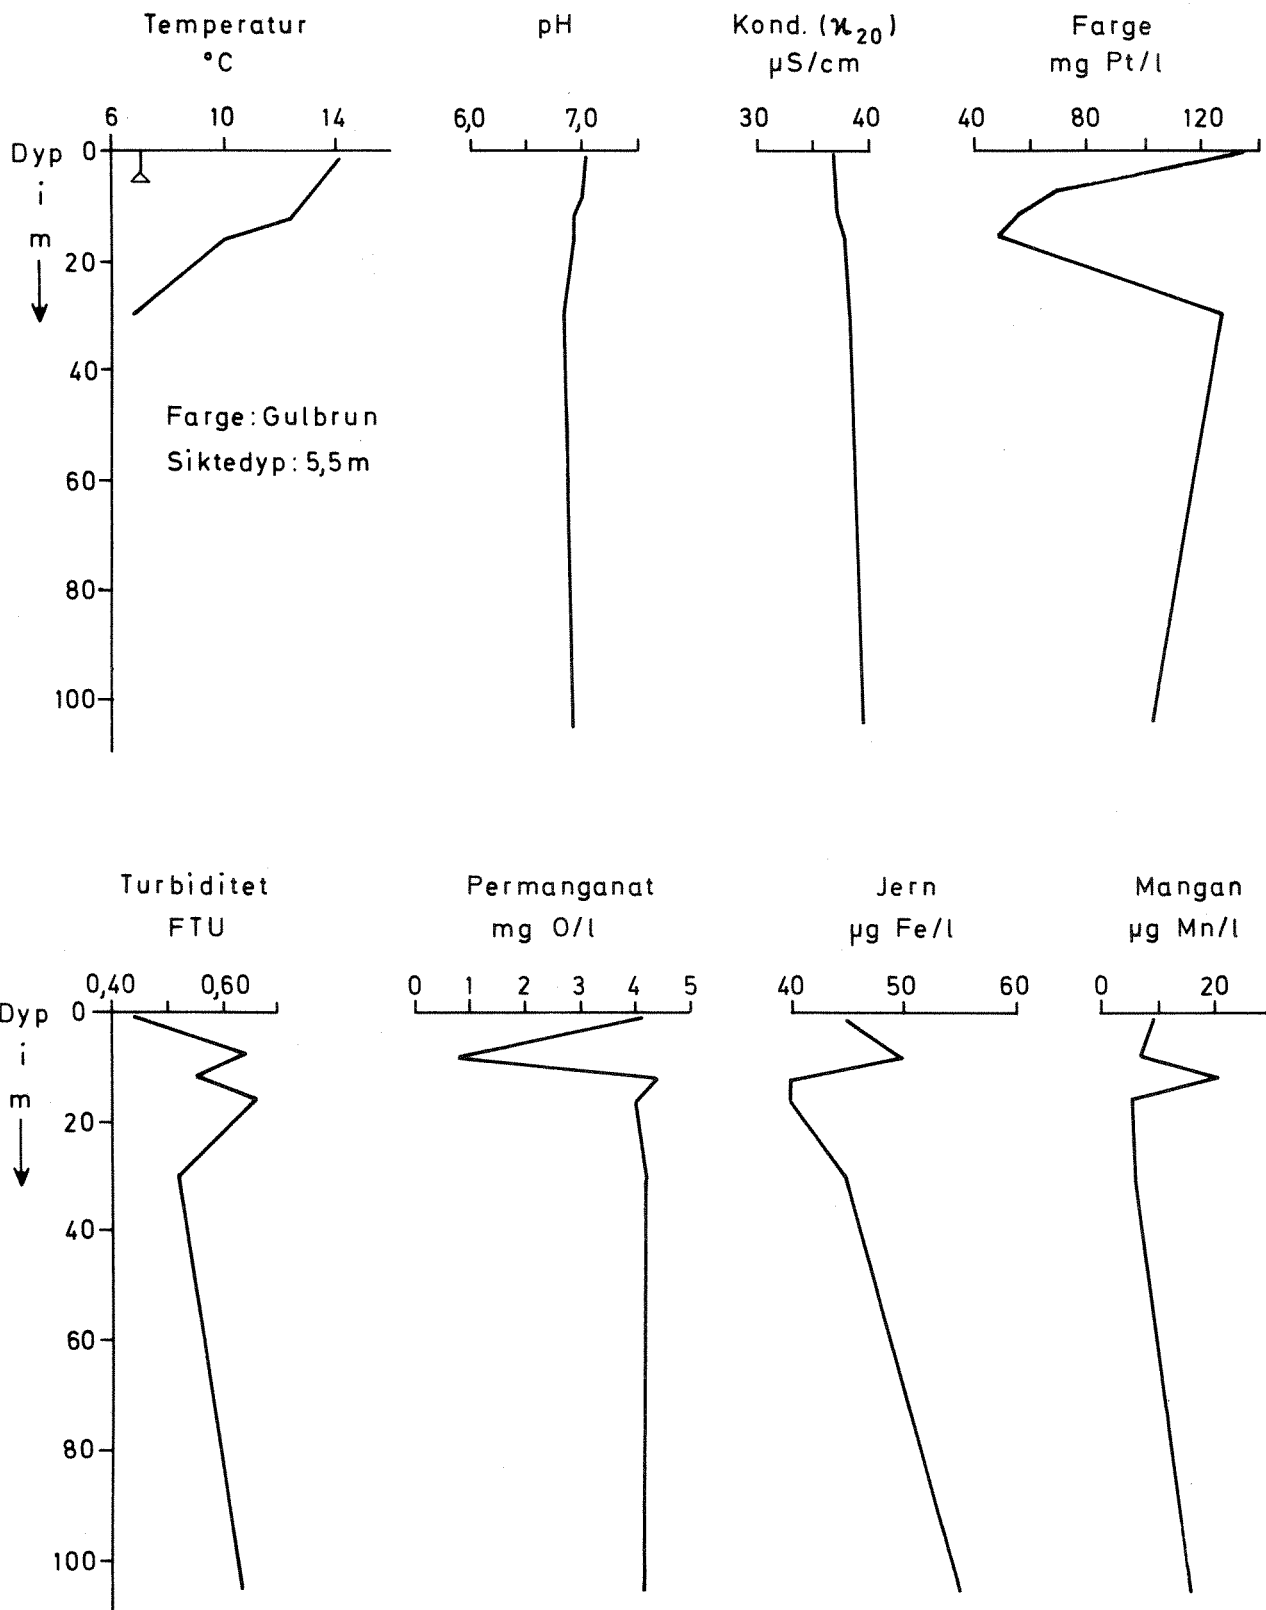 Temperatur pH Kond. (ϰ20) Farge
°C µS/cm mg Pt/l
6 10 14 6,0 7,0 30 40 40 80 120
Dyp 0
i
m
20
40
Farge: Gulbrun
Siktedyp: 5,5m
60
80
100
Turbiditet Permanganat Jern Mangan
FTU mg O/l µg Fe/l µg Mn/l
0,40 0,60 0 1 2 3 4 5 40 50 60 0 20
Dyp 0
i
m
20
40
60
80
100